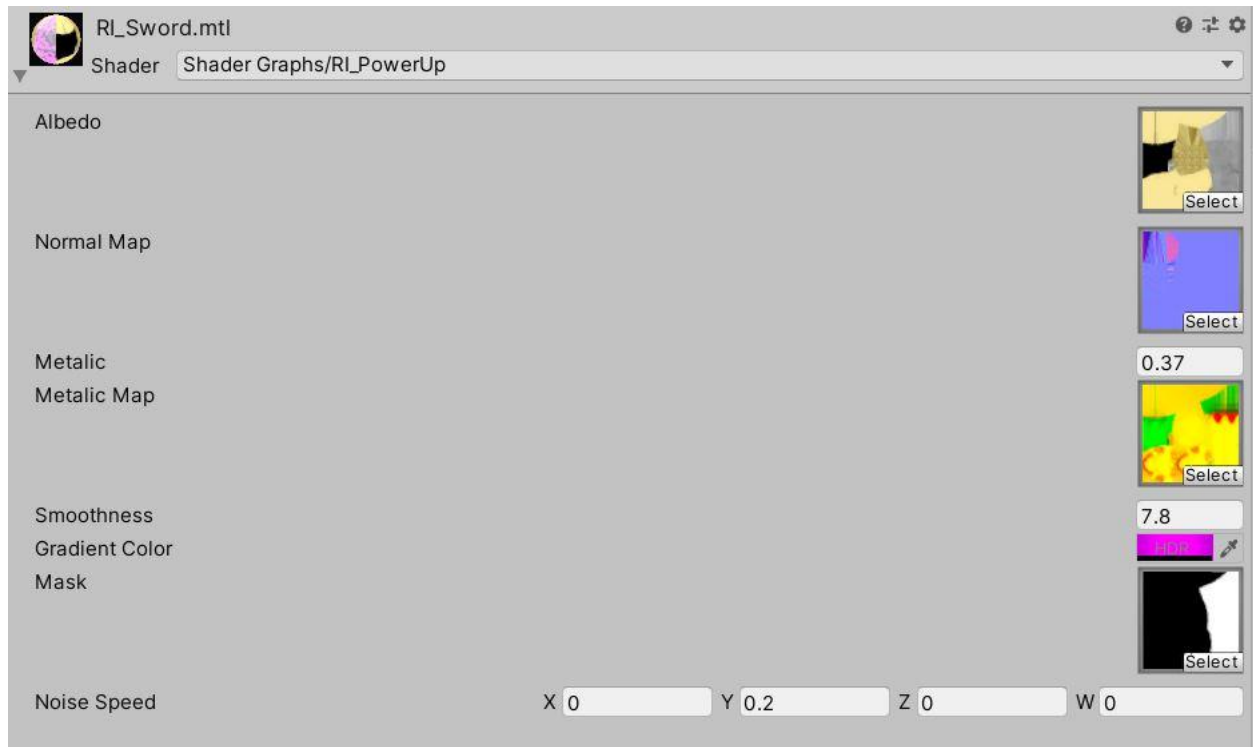 RI_Sword.mtl
Shader Shader Graphs/RI_PowerUp
Albedo
Select
Normal Map
Select
Metalic 0.37
Metalic Map
Select
Smoothness 7.8
Gradient Color HDR
Mask
Select
Noise Speed X 0 Y 0.2 Z 0 W 0